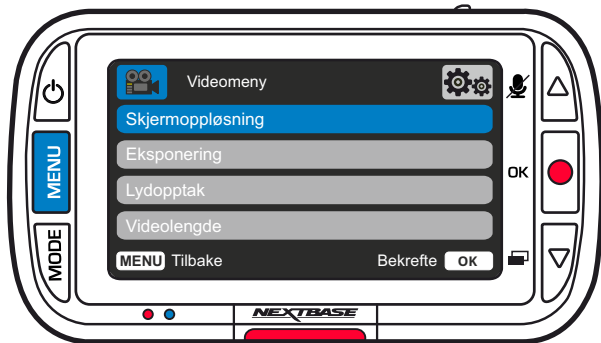 Videomeny
Skjermoppløsning
Eksponering
Lydopptak
Videolengde
MENU Tilbake Bekrefte OK
MENU
MODE
OK
NEXTBASE